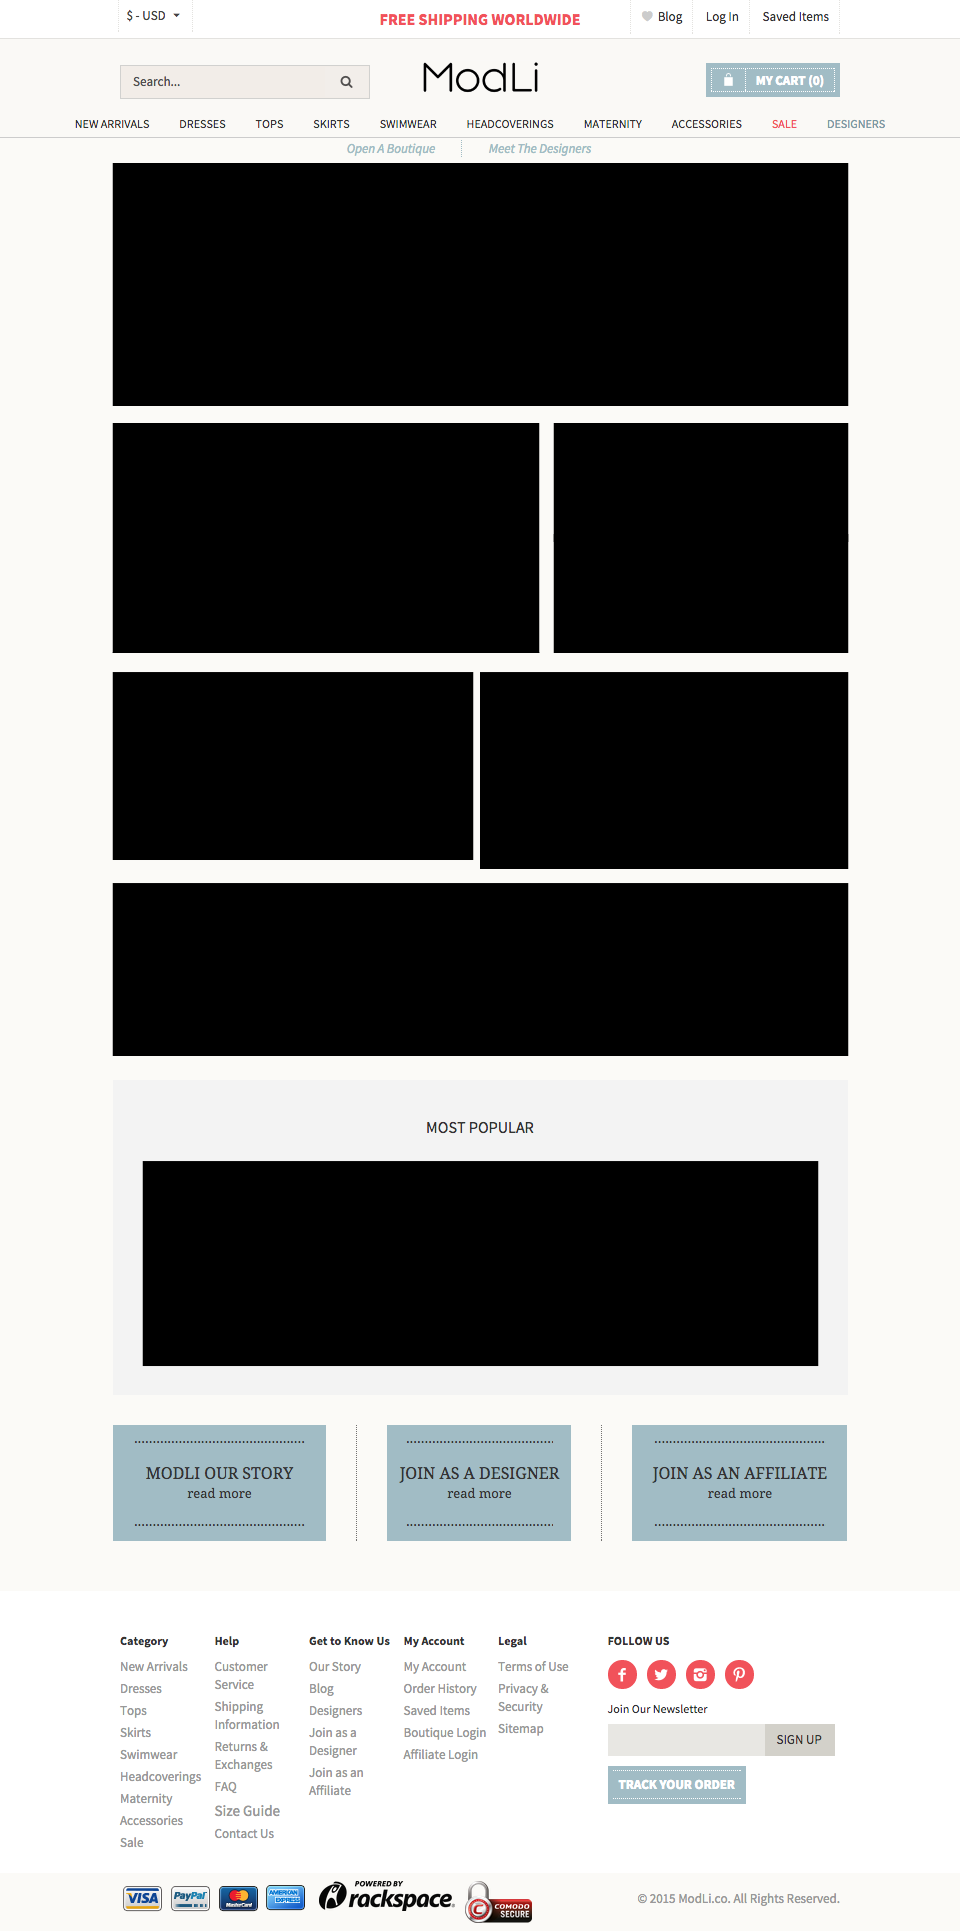 $ - USD
FREE SHIPPING WORLDWIDE
Blog
Log In
Saved Items
Search...
ModLi
MY CART (0)
NEW ARRIVALS
DRESSES
TOPS
SKIRTS
SWIMWEAR
HEADCOVERINGS
MATERNITY
ACCESSORIES
SALE
DESIGNERS
Open A Boutique
Meet The Designers
MOST POPULAR
MODLI OUR STORY
read more
JOIN AS A DESIGNER
read more
JOIN AS AN AFFILIATE
read more
Category
New Arrivals
Dresses
Tops
Skirts
Swimwear
Headcoverings
Maternity
Accessories
Sale
Help
Customer
Service
Shipping
Information
Returns &
Exchanges
FAQ
Size Guide
Contact Us
Get to Know Us
Our Story
Blog
Designers
Join as a
Designer
Join as an
Affiliate
My Account
My Account
Order History
Saved Items
Boutique Login
Affiliate Login
Legal
Terms of Use
Privacy &
Security
Sitemap
FOLLOW US
Join Our Newsletter
SIGN UP
TRACK YOUR ORDER
VISA
PayPal
MasterCard
AMERICAN
EXPRESS
POWERED BY
rackspace
COMODO
SECURE
© 2015 ModLi.co. All Rights Reserved.